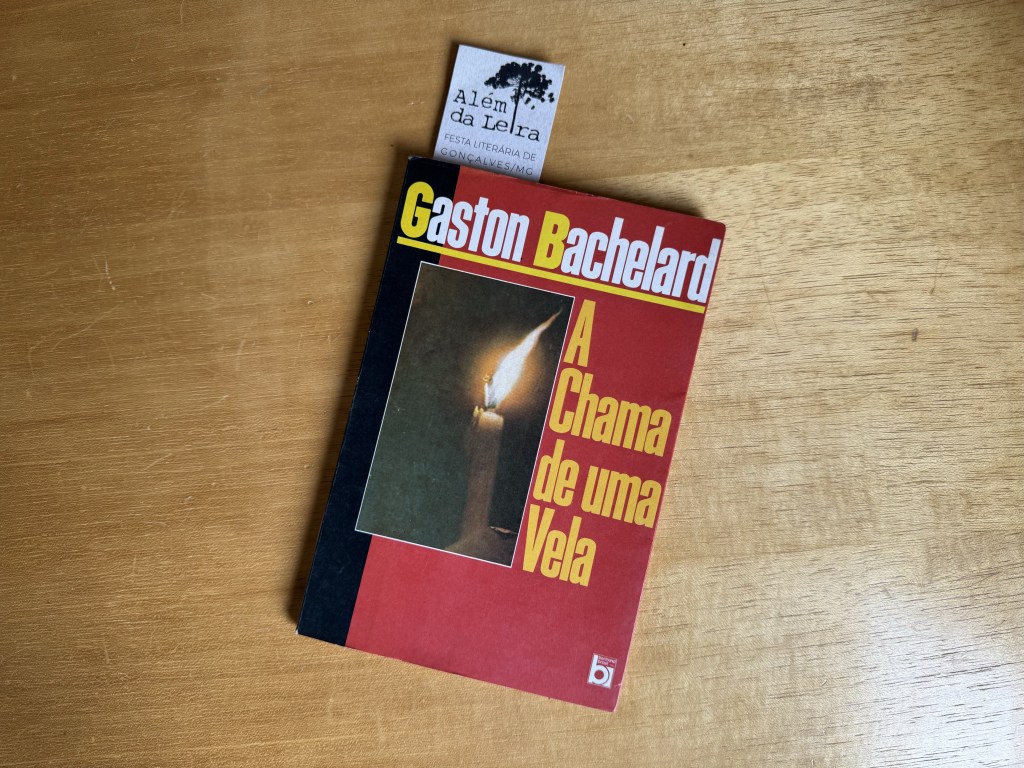 Além
da Letra
FESTA LITERÁRIA DE
GONÇALVES/MG
Gaston Bachelard
A
Chama
de uma
Vela